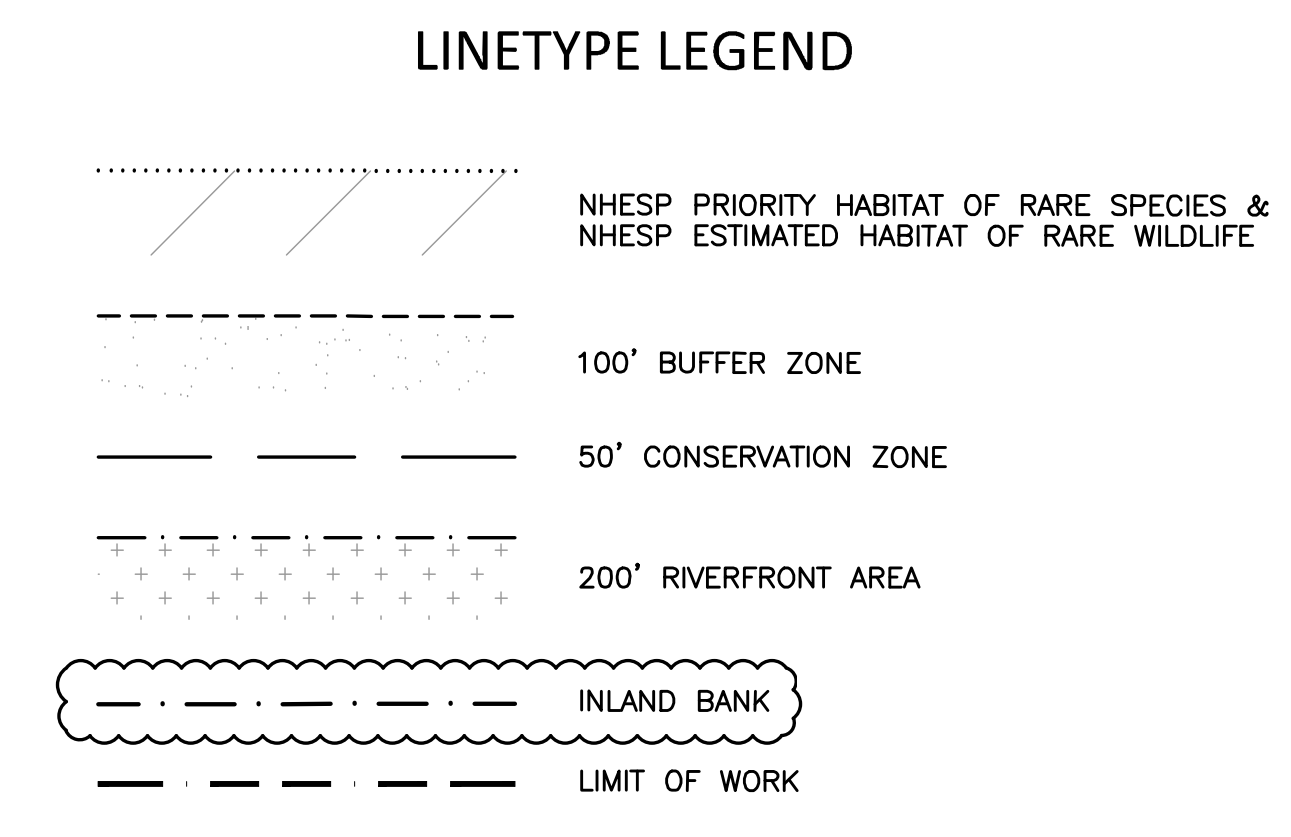 LINETYPE LEGEND
NHESP PRIORITY HABITAT OF RARE SPECIES &
NHESP ESTIMATED HABITAT OF RARE WILDLIFE
100' BUFFER ZONE
50' CONSERVATION ZONE
200' RIVERFRONT AREA
INLAND BANK
LIMIT OF WORK